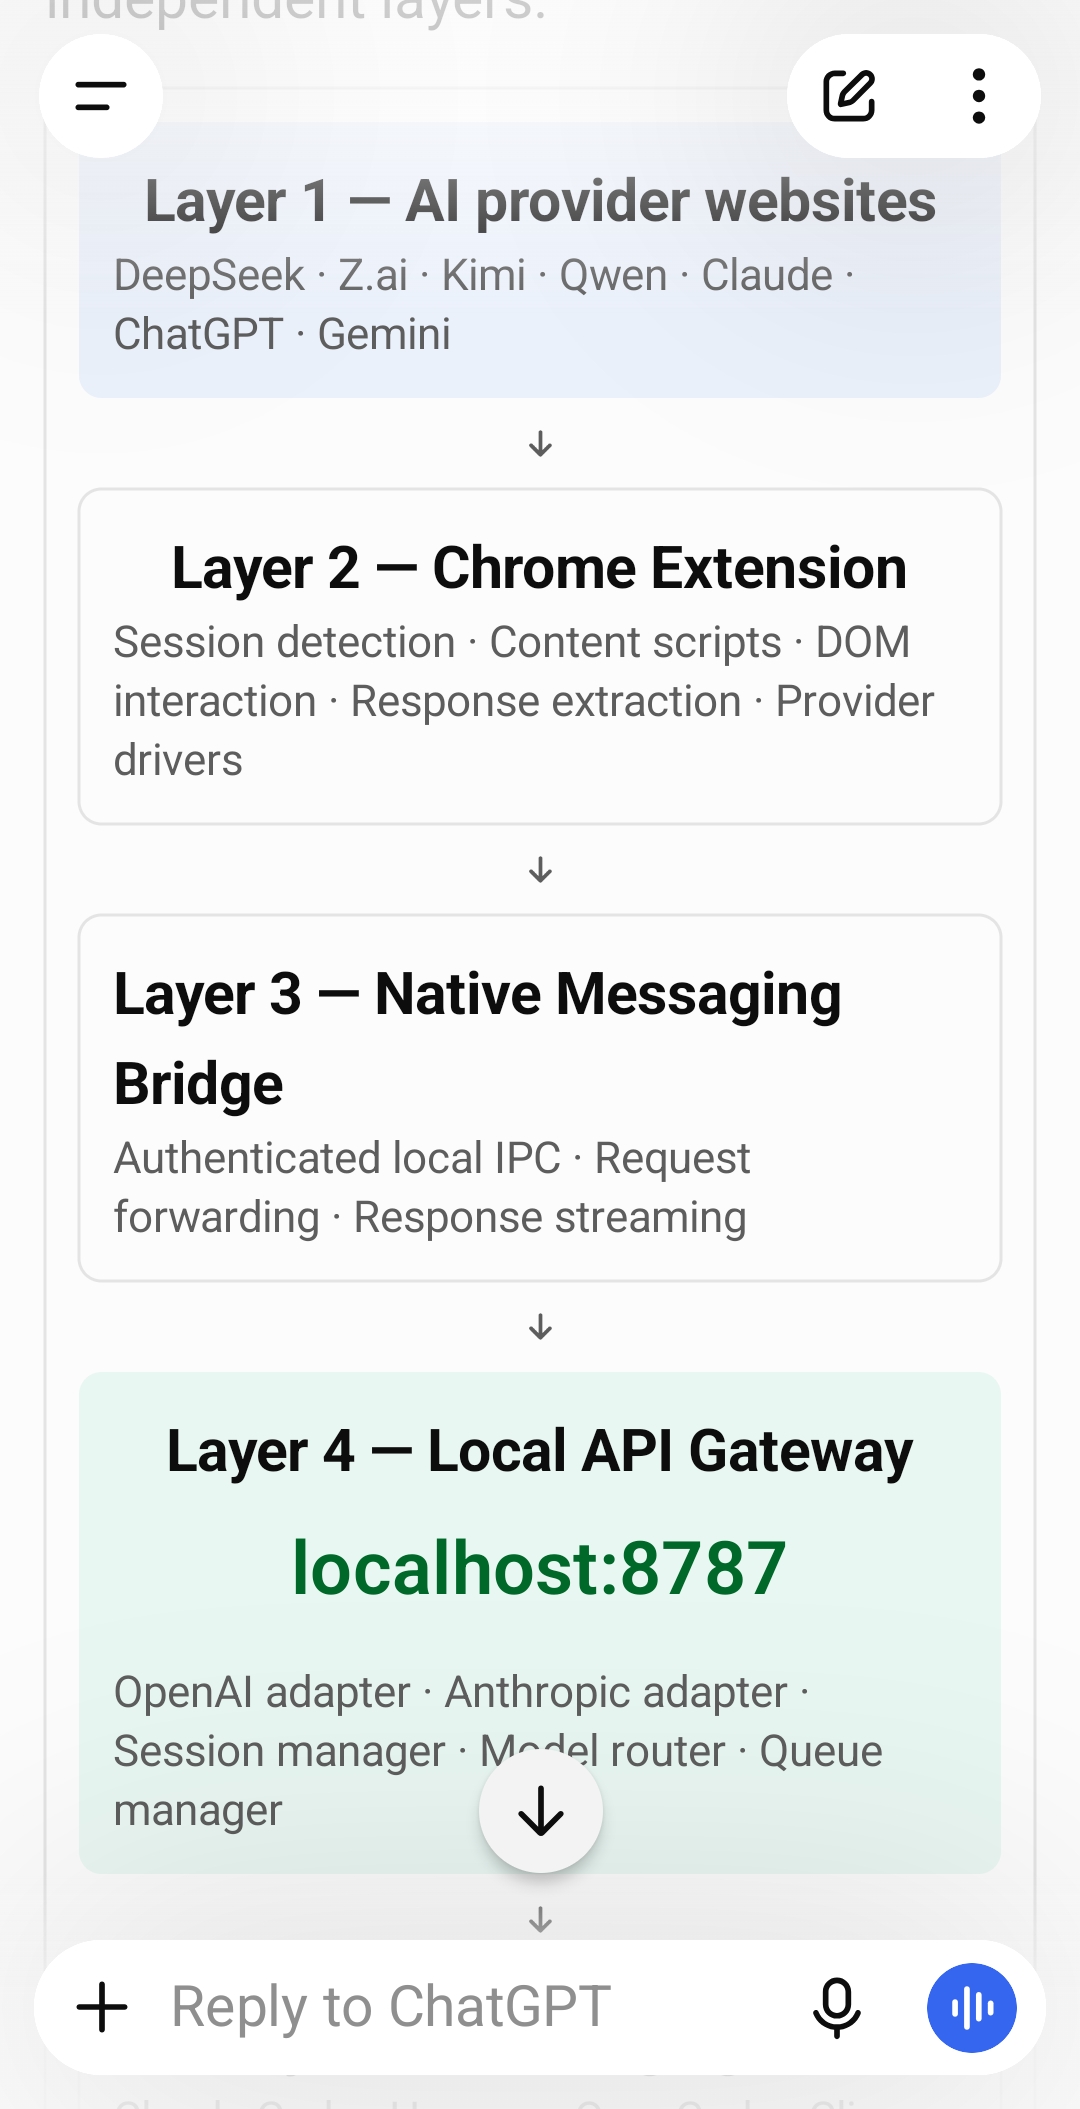 independent layers:
Layer 1 — AI provider websites
DeepSeek · Z.ai · Kimi · Qwen · Claude ·
ChatGPT · Gemini
Layer 2 — Chrome Extension
Session detection · Content scripts · DOM
interaction · Response extraction · Provider
drivers
Layer 3 — Native Messaging
Bridge
Authenticated local IPC · Request
forwarding · Response streaming
Layer 4 — Local API Gateway
localhost:8787
OpenAI adapter · Anthropic adapter ·
Session manager · Model router · Queue
manager
Reply to ChatGPT